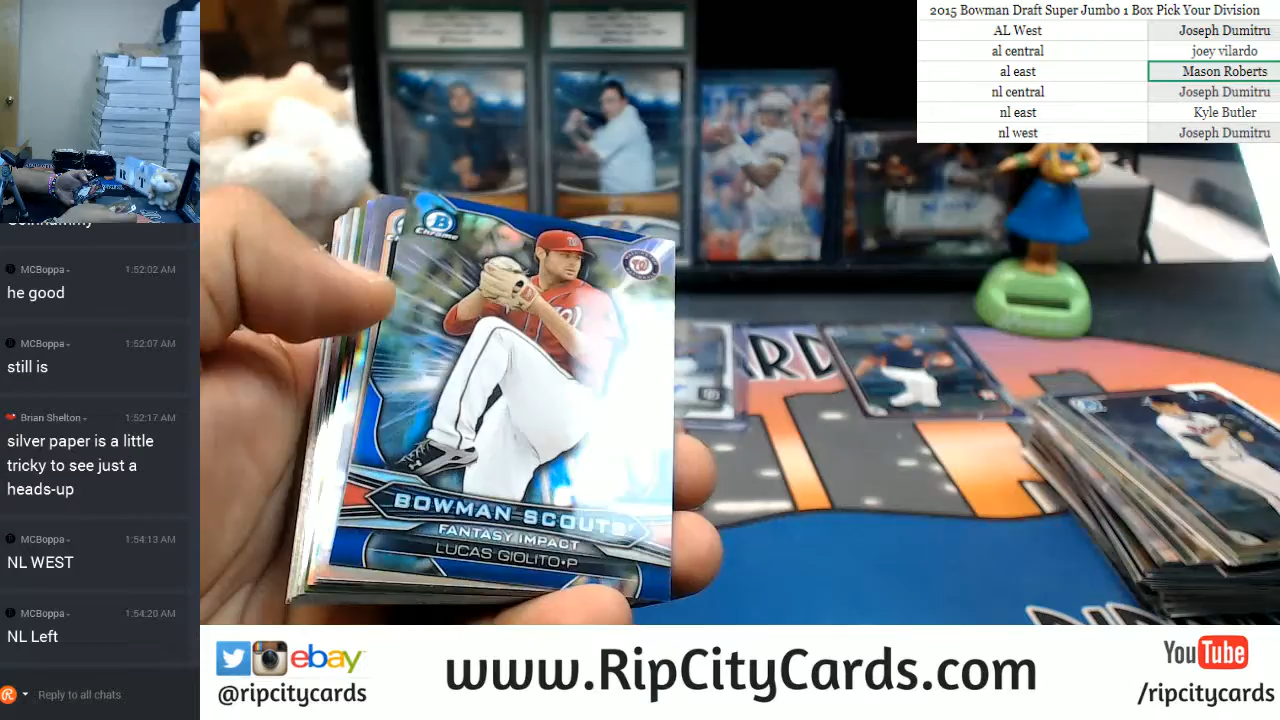 2015 Bowman Draft Super Jumbo 1 Box Pick Your Division
AL West Joseph Dumitru
al central joey vilardo
al east Mason Roberts
nl central Joseph Dumitru
nl east Kyle Butler
nl west Joseph Dumitru
MCBoppa 1:52:02 AM
he good
MCBoppa 1:52:07 AM
still is
Brian Shelton 1:52:17 AM
silver paper is a little
tricky to see just a
heads-up
MCBoppa 1:54:13 AM
NL WEST
MCBoppa 1:54:20 AM
NL Left
Reply to all chats
B
Chrome
W
BOWMAN SCOUTS'
FANTASY IMPACT
LUCAS GIOLITO•P
ARD
ebay
@ripcitycards
www.RipCityCards.com
YouTube
/ripcitycards